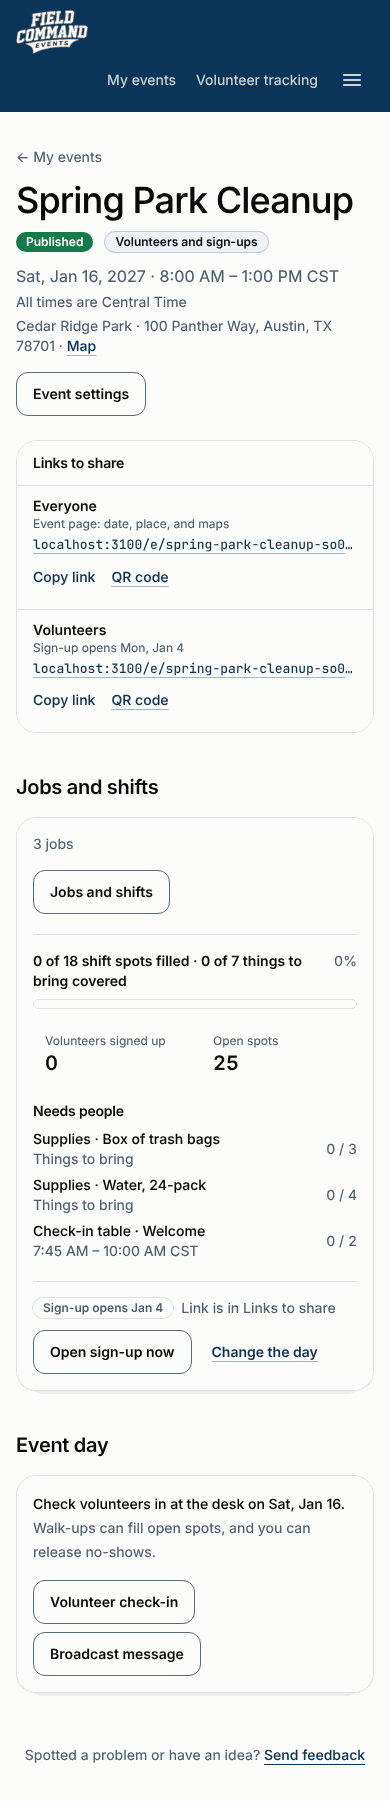 FIELD
COMMAND
EVENTS
My events Volunteer tracking
← My events
Spring Park Cleanup
Published Volunteers and sign-ups
Sat, Jan 16, 2027 · 8:00 AM – 1:00 PM CST
All times are Central Time
Cedar Ridge Park · 100 Panther Way, Austin, TX
78701 · Map
Event settings
Links to share
Everyone
Event page: date, place, and maps
localhost:3100/e/spring-park-cleanup-so0…
Copy link QR code
Volunteers
Sign-up opens Mon, Jan 4
localhost:3100/e/spring-park-cleanup-so0…
Copy link QR code
Jobs and shifts
3 jobs
Jobs and shifts
0 of 18 shift spots filled · 0 of 7 things to 0%
bring covered
Volunteers signed up Open spots
0 25
Needs people
Supplies · Box of trash bags
Things to bring 0 / 3
Supplies · Water, 24-pack
Things to bring 0 / 4
Check-in table · Welcome
7:45 AM – 10:00 AM CST 0 / 2
Sign-up opens Jan 4 Link is in Links to share
Open sign-up now Change the day
Event day
Check volunteers in at the desk on Sat, Jan 16.
Walk-ups can fill open spots, and you can
release no-shows.
Volunteer check-in
Broadcast message
Spotted a problem or have an idea? Send feedback